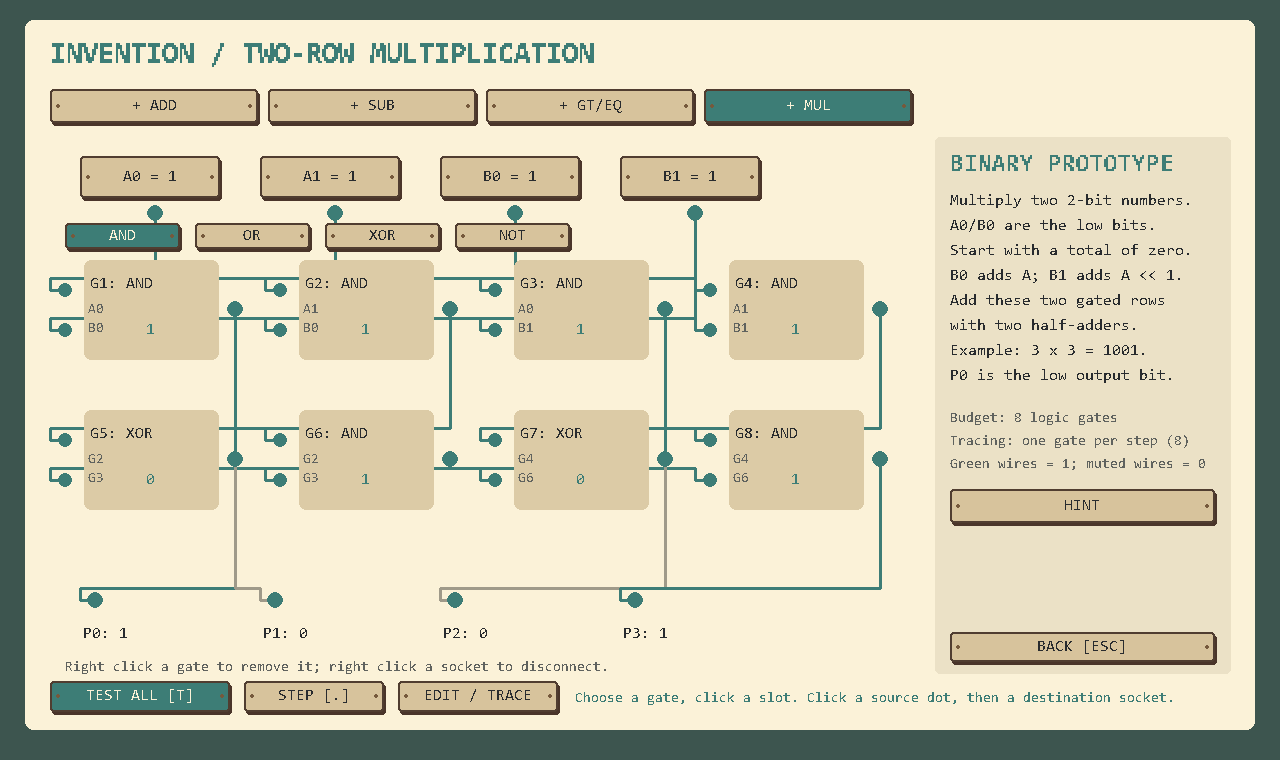 INVENTION / TWO-ROW MULTIPLICATION
+ ADD
+ SUB
+ GT/EQ
+ MUL
A0 = 1
A1 = 1
B0 = 1
B1 = 1
AND
OR
XOR
NOT
G1: AND
A0
B0
1
G2: AND
A1
B0
1
G3: AND
A0
B1
1
G4: AND
A1
B1
1
G5: XOR
G2
G3
0
G6: AND
G2
G3
1
G7: XOR
G4
G6
0
G8: AND
G4
G6
1
P0: 1
P1: 0
P2: 0
P3: 1
Right click a gate to remove it; right click a socket to disconnect.
TEST ALL [T]
STEP [.]
EDIT / TRACE
Choose a gate, click a slot. Click a source dot, then a destination socket.
BINARY PROTOTYPE
Multiply two 2-bit numbers.
A0/B0 are the low bits.
Start with a total of zero.
B0 adds A; B1 adds A << 1.
Add these two gated rows
with two half-adders.
Example: 3 x 3 = 1001.
P0 is the low output bit.
Budget: 8 logic gates
Tracing: one gate per step (8)
Green wires = 1; muted wires = 0
HINT
BACK [ESC]